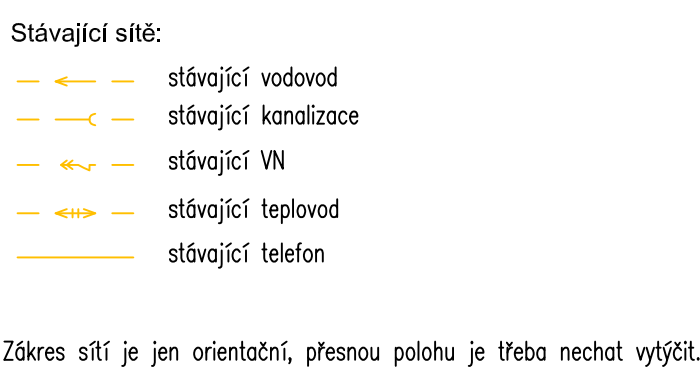 Stávající sítě:
stávající vodovod
stávající kanalizace
stávající VN
stávající teplovod
stávající telefon
Zákres sítí je jen orientační, přesnou polohu je třeba nechat vytýčit.